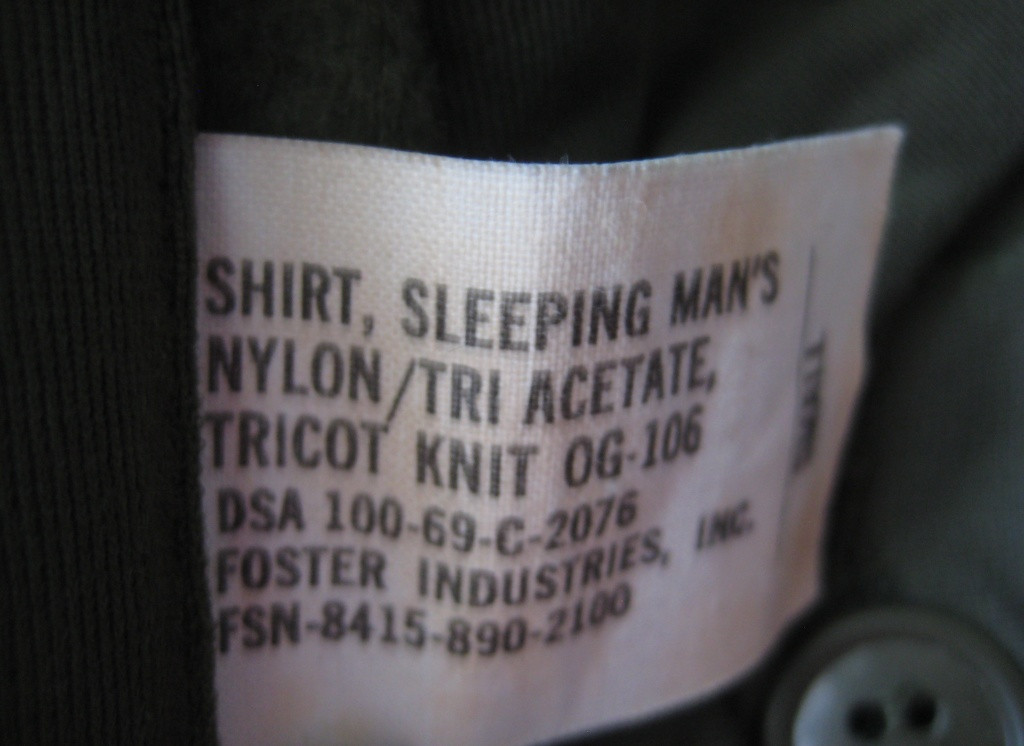 SHIRT, SLEEPING MAN'S
NYLON/TRI ACETATE,
TRICOT KNIT OG-106
DSA 100-69-C-2076
FOSTER INDUSTRIES, INC.
FSN-8415-890-2100